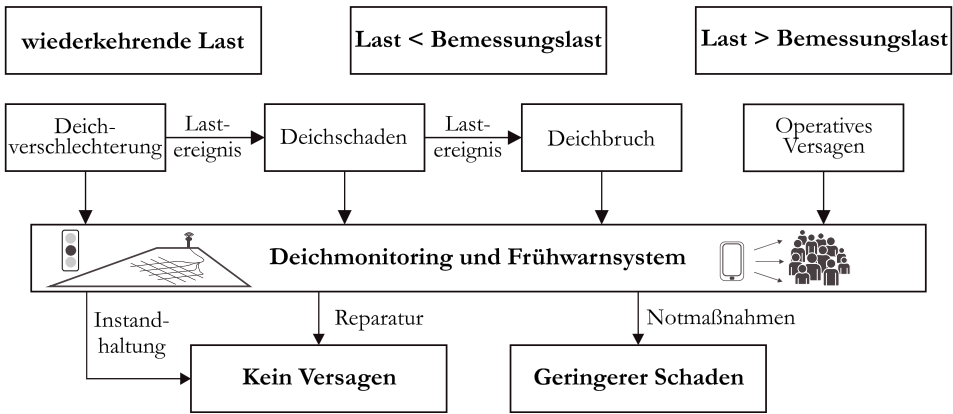 wiederkehrende Last
Last < Bemessungslast
Last > Bemessungslast
Deich-
verschlechterung
Last-
ereignis
Deichschaden
Last-
ereignis
Deichbruch
Operatives
Versagen
Deichmonitoring und Frühwarnsystem
Instand-
haltung
Reparatur
Notmaßnahmen
Kein Versagen
Geringerer Schaden